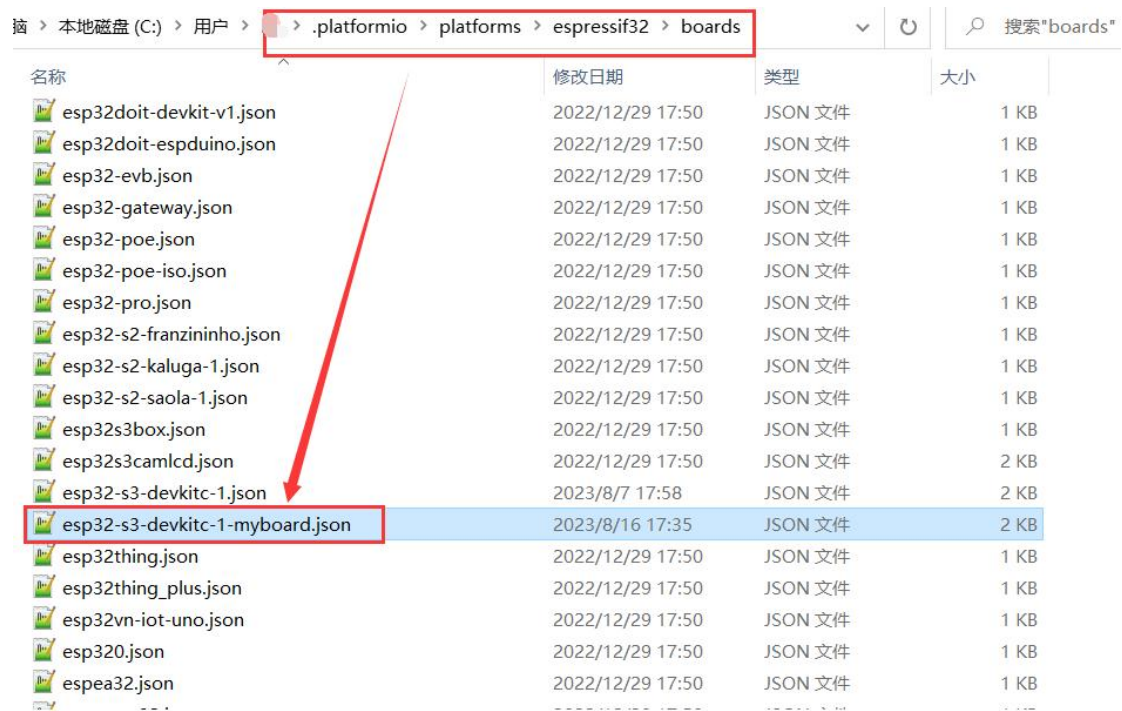 脑 > 本地磁盘 (C:) > 用户 > > .platformio > platforms > espressif32 > boards 搜索"boards"
名称 修改日期 类型 大小
esp32doit-devkit-v1.json 2022/12/29 17:50 JSON 文件 1 KB
esp32doit-espduino.json 2022/12/29 17:50 JSON 文件 1 KB
esp32-evb.json 2022/12/29 17:50 JSON 文件 1 KB
esp32-gateway.json 2022/12/29 17:50 JSON 文件 1 KB
esp32-poe.json 2022/12/29 17:50 JSON 文件 1 KB
esp32-poe-iso.json 2022/12/29 17:50 JSON 文件 1 KB
esp32-pro.json 2022/12/29 17:50 JSON 文件 1 KB
esp32-s2-franzininho.json 2022/12/29 17:50 JSON 文件 1 KB
esp32-s2-kaluga-1.json 2022/12/29 17:50 JSON 文件 1 KB
esp32-s2-saola-1.json 2022/12/29 17:50 JSON 文件 1 KB
esp32s3box.json 2022/12/29 17:50 JSON 文件 1 KB
esp32s3camlcd.json 2022/12/29 17:50 JSON 文件 2 KB
esp32-s3-devkitc-1.json 2023/8/7 17:58 JSON 文件 2 KB
esp32-s3-devkitc-1-myboard.json 2023/8/16 17:35 JSON 文件 2 KB
esp32thing.json 2022/12/29 17:50 JSON 文件 1 KB
esp32thing_plus.json 2022/12/29 17:50 JSON 文件 1 KB
esp32vn-iot-uno.json 2022/12/29 17:50 JSON 文件 1 KB
esp320.json 2022/12/29 17:50 JSON 文件 1 KB
espea32.json 2022/12/29 17:50 JSON 文件 1 KB